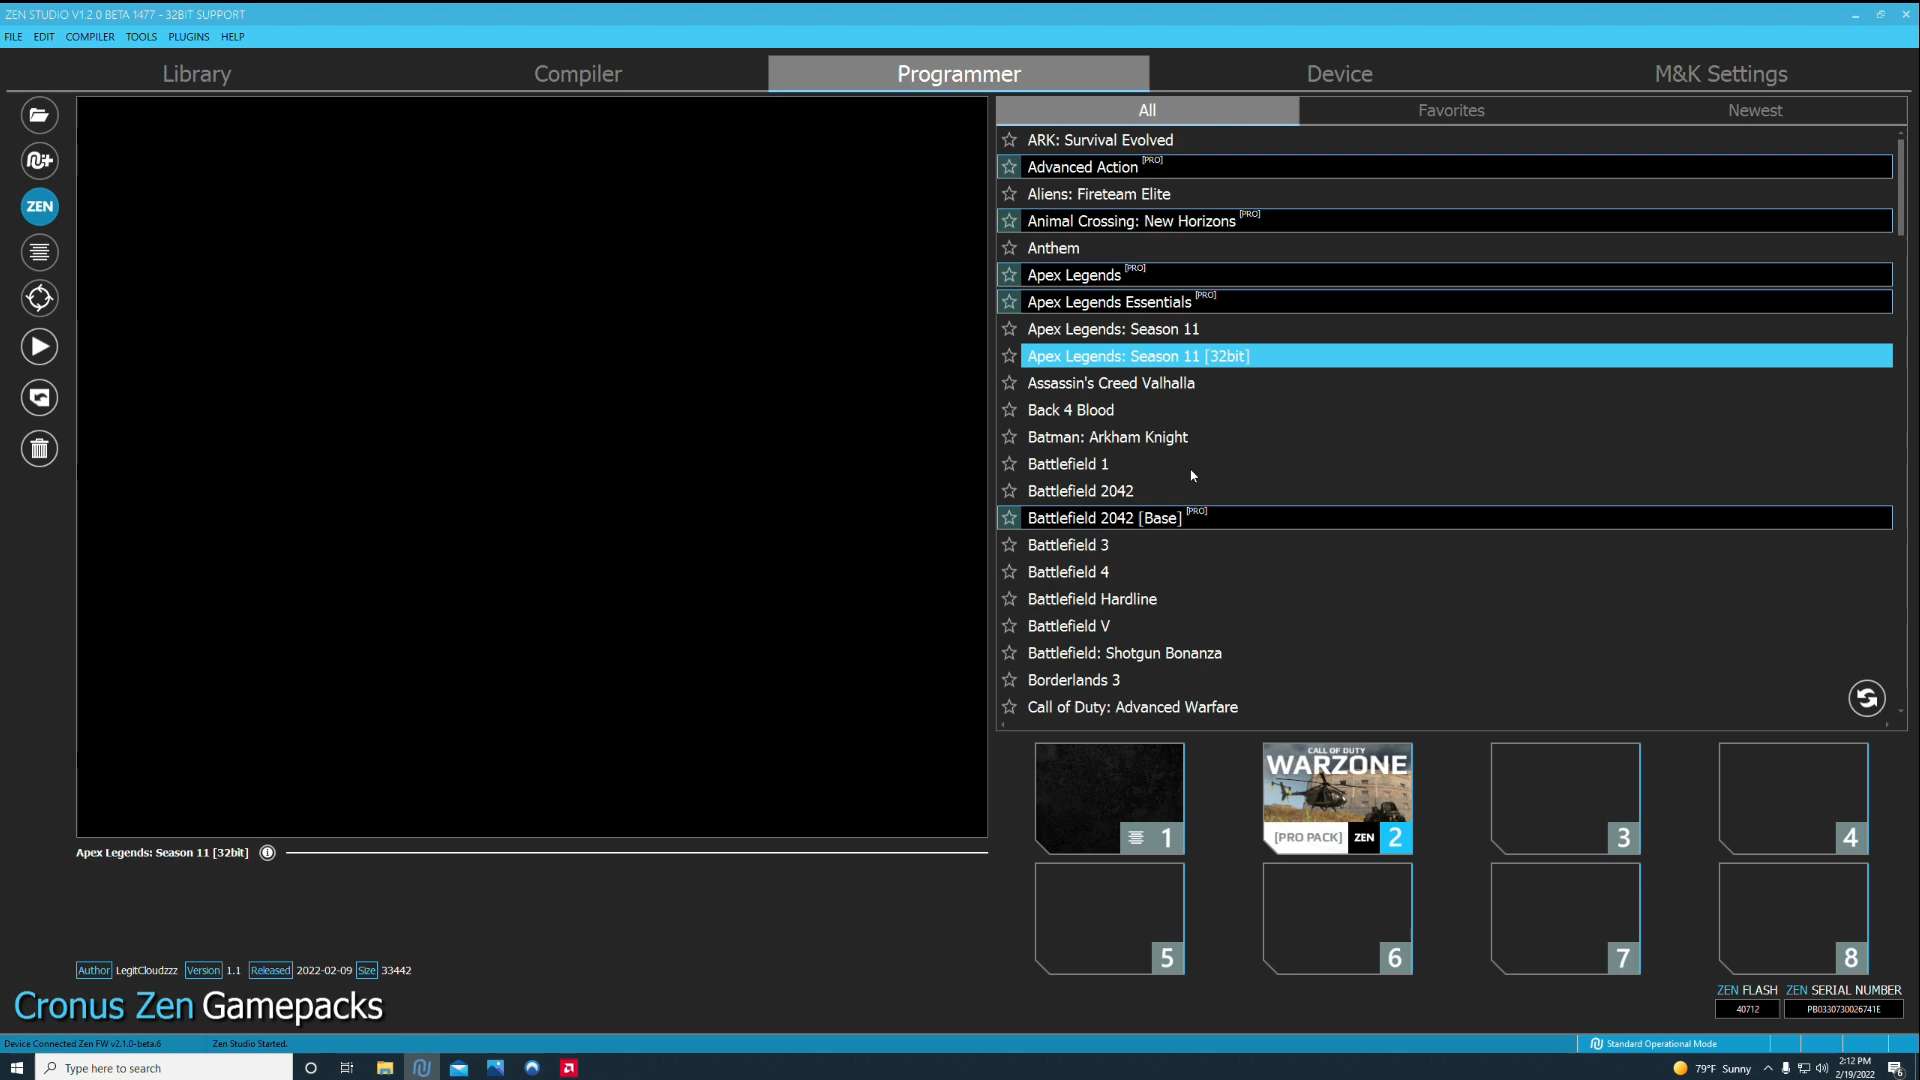 ZEN STUDIO V1.2.0 BETA 1477 - 32BIT SUPPORT
FILE EDIT COMPILER TOOLS PLUGINS HELP
Library Compiler Programmer Device M&K Settings
All Favorites Newest
ZEN
ARK: Survival Evolved
Advanced Action [PRO]
Aliens: Fireteam Elite
Animal Crossing: New Horizons [PRO]
Anthem
Apex Legends [PRO]
Apex Legends Essentials [PRO]
Apex Legends: Season 11
Apex Legends: Season 11 [32bit]
Assassin's Creed Valhalla
Back 4 Blood
Batman: Arkham Knight
Battlefield 1
Battlefield 2042
Battlefield 2042 [Base] [PRO]
Battlefield 3
Battlefield 4
Battlefield Hardline
Battlefield V
Battlefield: Shotgun Bonanza
Borderlands 3
Call of Duty: Advanced Warfare
CALL OF DUTY
WARZONE
1 [PRO PACK] ZEN 2 3 4
5 6 7 8
Apex Legends: Season 11 [32bit]
Author LegitCloudzzz Version 1.1 Released 2022-02-09 Size 33442
Cronus Zen Gamepacks
ZEN FLASH ZEN SERIAL NUMBER
40712 PB0330730026741E
Device Connected Zen FW v2.1.0-beta.6 Zen Studio Started. Standard Operational Mode
Type here to search 79°F Sunny 2:12 PM
2/19/2022 6